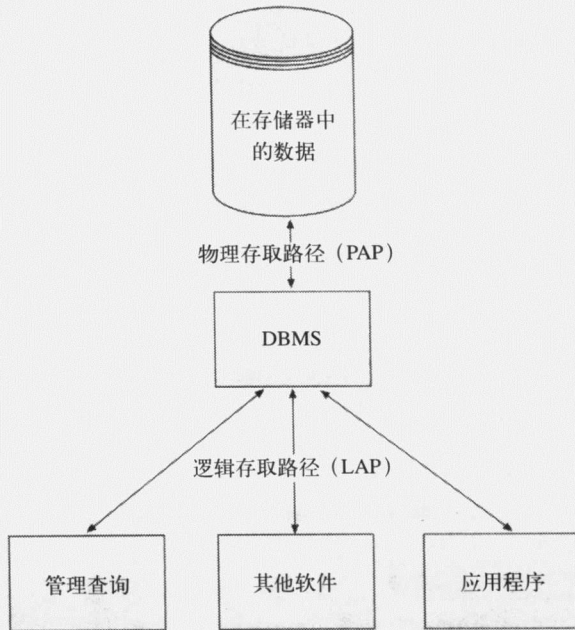 在存储器中
的数据
物理存取路径（PAP）
DBMS
逻辑存取路径（LAP）
管理查询
其他软件
应用程序